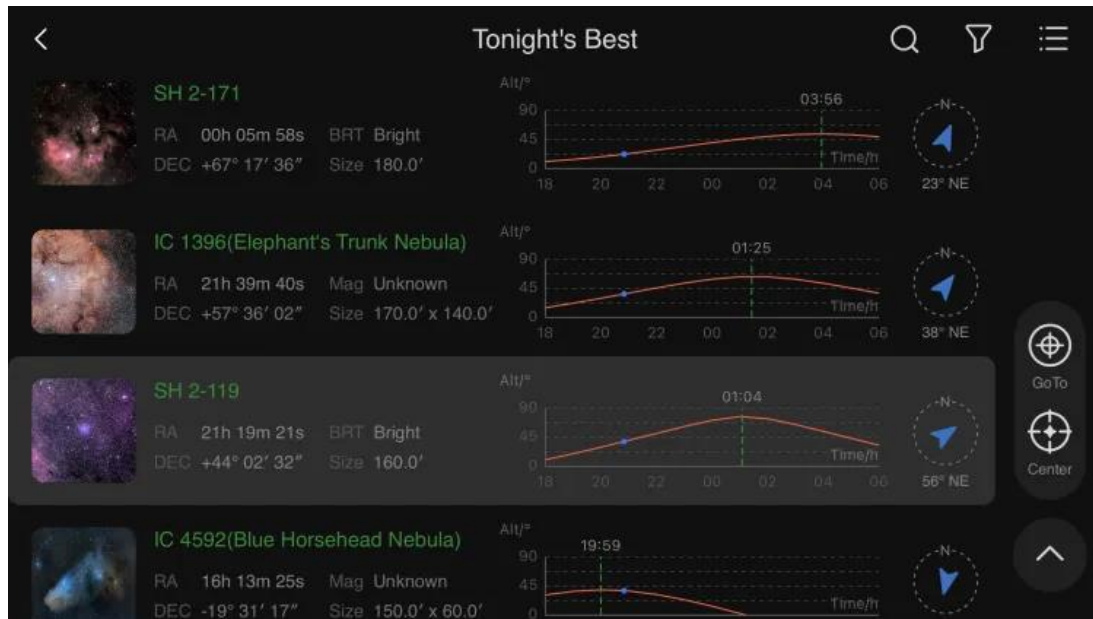 Tonight's Best
SH 2-171
RA 00h 05m 58s BRT Bright
DEC +67° 17′ 36″ Size 180.0′
Alt/°
90
45
0
03:56
Time/h
18 20 22 00 02 04 06
-N-
23° NE
IC 1396(Elephant's Trunk Nebula)
RA 21h 39m 40s Mag Unknown
DEC +57° 36′ 02″ Size 170.0′ x 140.0′
Alt/°
90
45
0
01:25
Time/h
18 20 22 00 02 04 06
-N-
38° NE
SH 2-119
RA 21h 19m 21s BRT Bright
DEC +44° 02′ 32″ Size 160.0′
Alt/°
90
45
0
01:04
Time/h
18 20 22 00 02 04 06
-N-
56° NE
GoTo
Center
IC 4592(Blue Horsehead Nebula)
RA 16h 13m 25s Mag Unknown
DEC -19° 31′ 17″ Size 150.0′ x 60.0′
Alt/°
90
45
0
19:59
Time/h
-N-